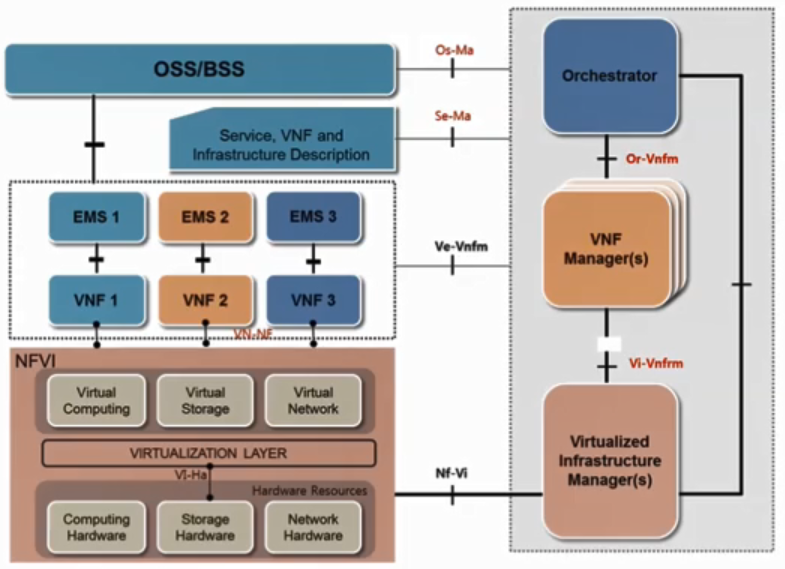 OSS/BSS
Os-Ma
Orchestrator
Se-Ma
Service, VNF and
Infrastructure Description
Or-Vnfm
EMS 1
EMS 2
EMS 3
Ve-Vnfm
VNF
Manager(s)
VNF 1
VNF 2
VNF 3
VN-NF
NFVI
Vi-Vnfrm
Virtual
Computing
Virtual
Storage
Virtual
Network
Virtualized
Infrastructure
Manager(s)
VIRTUALIZATION LAYER
VI-Ha
Nf-Vi
Hardware Resources
Computing
Hardware
Storage
Hardware
Network
Hardware